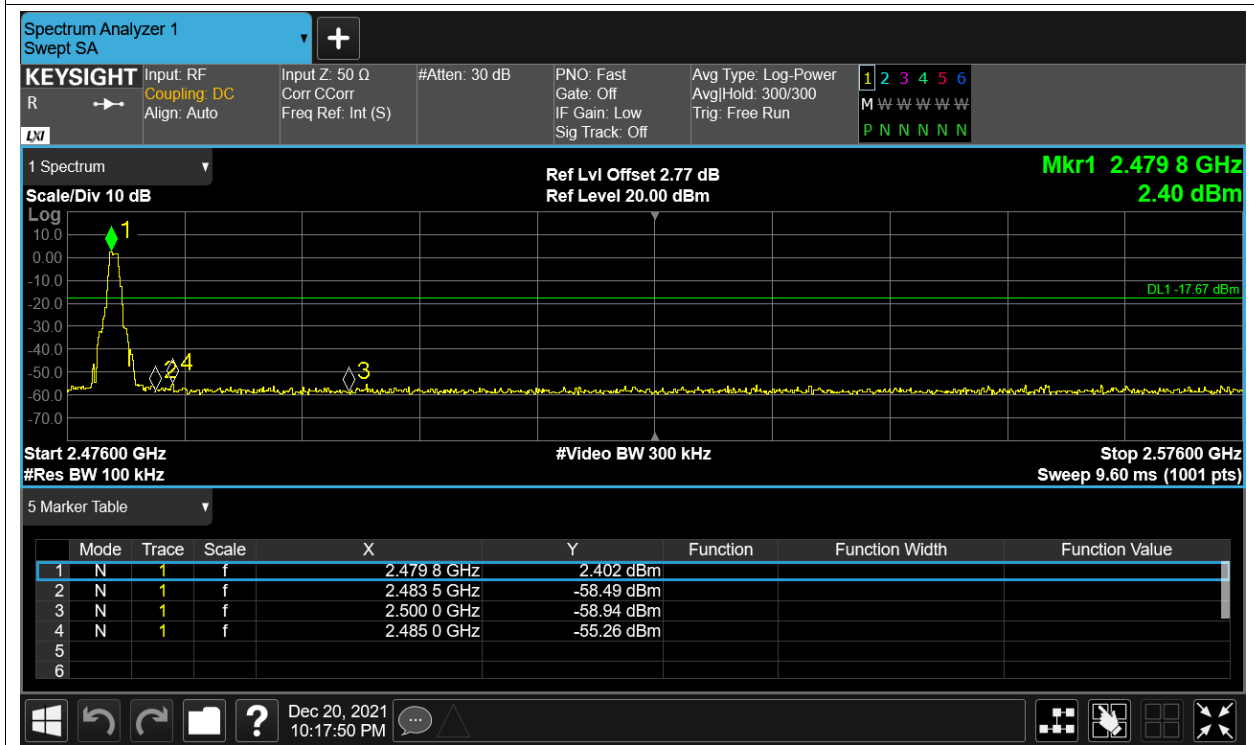 Spectrum Analyzer 1
Swept SA
KEYSIGHT Input: RF Input Z: 50 Ω #Atten: 30 dB PNO: Fast Avg Type: Log-Power 1 2 3 4 5 6
R Coupling: DC Corr CCorr Gate: Off Avg|Hold: 300/300 M W W W W W
Align: Auto Freq Ref: Int (S) IF Gain: Low Trig: Free Run
LXI Sig Track: Off P N N N N N
1 Spectrum Ref Lvl Offset 2.77 dB Mkr1 2.479 8 GHz
Scale/Div 10 dB Ref Level 20.00 dBm 2.40 dBm
Log
10.0 1
0.00
-10.0
DL1 -17.67 dBm
-20.0
-30.0
-40.0
-50.0 2 4 3
-60.0
-70.0
Start 2.47600 GHz #Video BW 300 kHz Stop 2.57600 GHz
#Res BW 100 kHz Sweep 9.60 ms (1001 pts)
5 Marker Table
Mode Trace Scale X Y Function Function Width Function Value
1 N 1 f 2.479 8 GHz 2.402 dBm
2 N 1 f 2.483 5 GHz -58.49 dBm
3 N 1 f 2.500 0 GHz -58.94 dBm
4 N 1 f 2.485 0 GHz -55.26 dBm
5
6
? Dec 20, 2021
10:17:50 PM